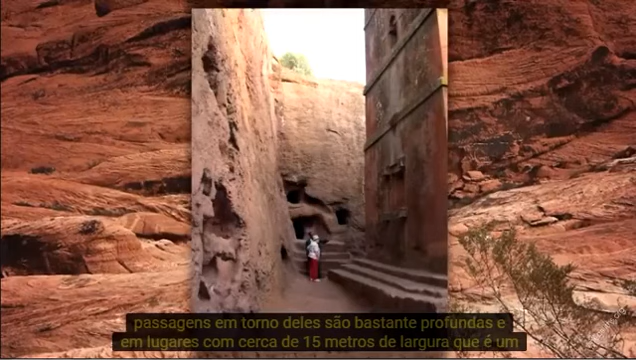 passagens em torno deles são bastante profundas e
em lugares com cerca de 15 metros de largura que é um